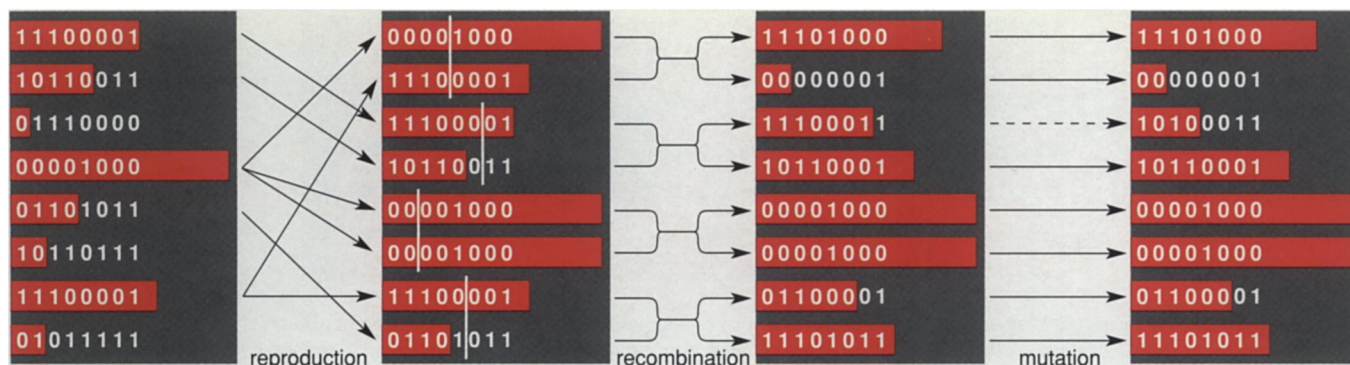 11100001 00001000 11101000 11101000
10110011 11100001 00000001 00000001
01110000 11100001 11100011 10100011
00001000 10110011 10110001 10110001
01101011 00001000 00001000 00001000
10110111 00001000 00001000 00001000
11100001 11100001 01100001 01100001
01011111 01101011 11101011 11101011
reproduction recombination mutation